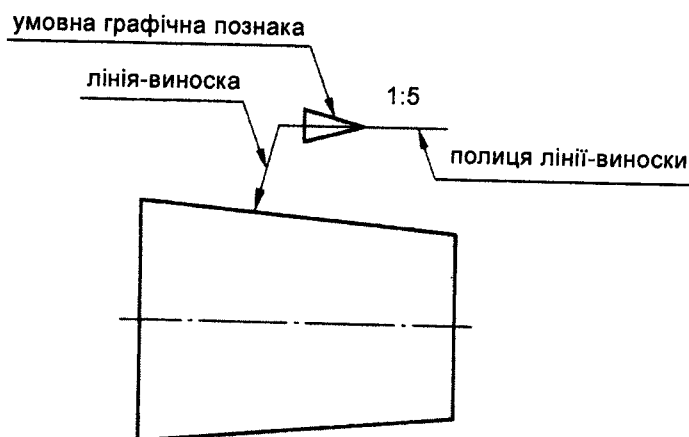 умовна графічна познака
лінія-виноска
1:5
полиця лінії-виноски